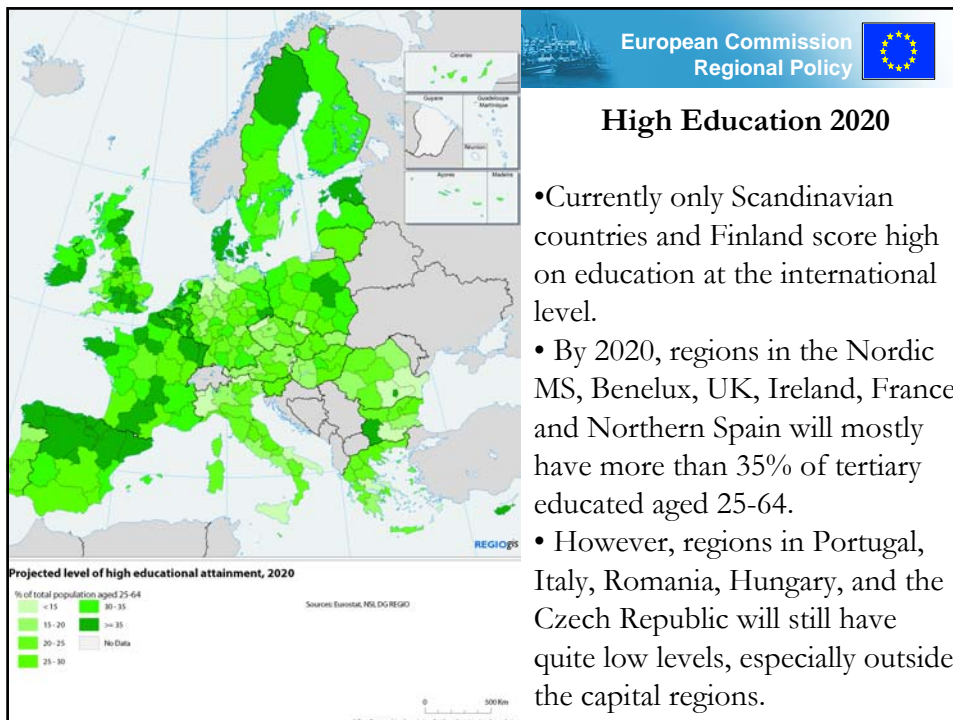 European Commission
Regional Policy
High Education 2020
•Currently only Scandinavian
countries and Finland score high
on education at the international
level.
• By 2020, regions in the Nordic
MS, Benelux, UK, Ireland, France
and Northern Spain will mostly
have more than 35% of tertiary
educated aged 25-64.
• However, regions in Portugal,
Italy, Romania, Hungary, and the
Czech Republic will still have
quite low levels, especially outside
the capital regions.
Canarias
Guyane
Guadeloupe
Martinique
Réunion
Açores
Madeira
REGIOgis
Projected level of high educational attainment, 2020
% of total population aged 25-64
< 15
15 - 20
20 - 25
25 - 30
30 - 35
>= 35
No Data
Sources: Eurostat, NSI, DG REGIO
0 500 Km